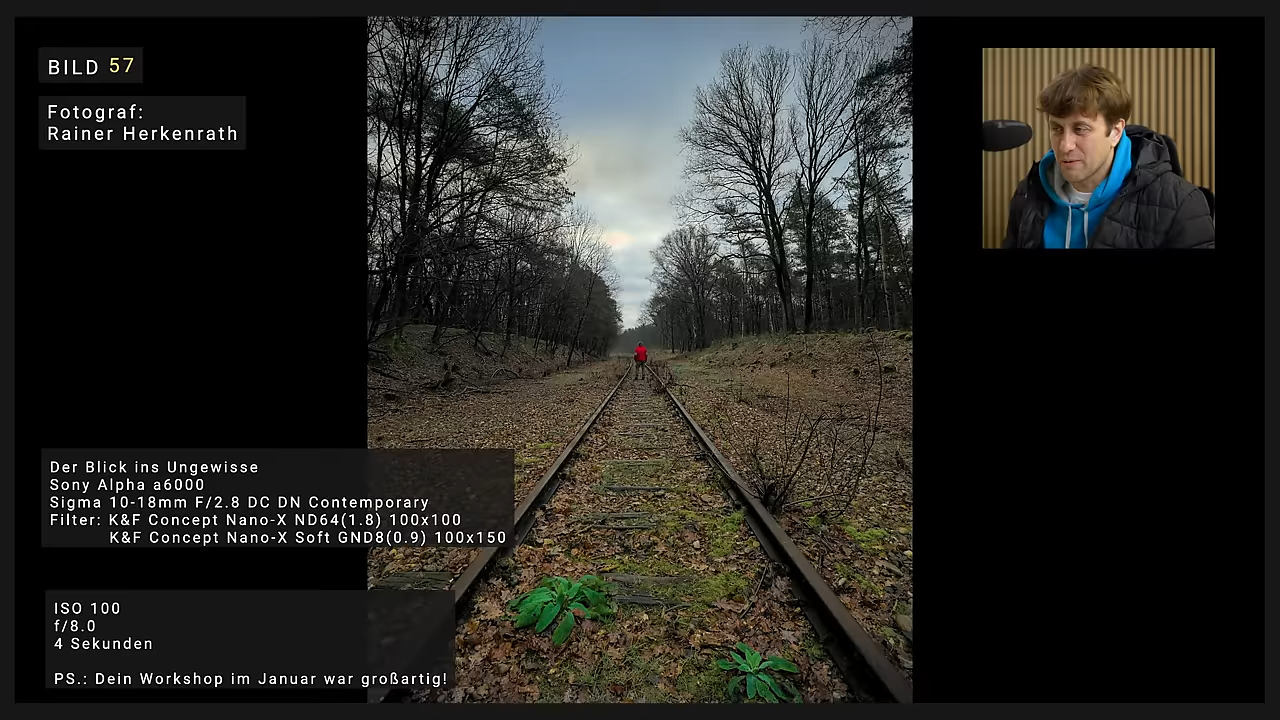 BILD 57
Fotograf:
Rainer Herkenrath
Der Blick ins Ungewisse
Sony Alpha a6000
Sigma 10-18mm F/2.8 DC DN Contemporary
Filter: K&F Concept Nano-X ND64(1.8) 100x100
K&F Concept Nano-X Soft GND8(0.9) 100x150
ISO 100
f/8.0
4 Sekunden
PS.: Dein Workshop im Januar war großartig!